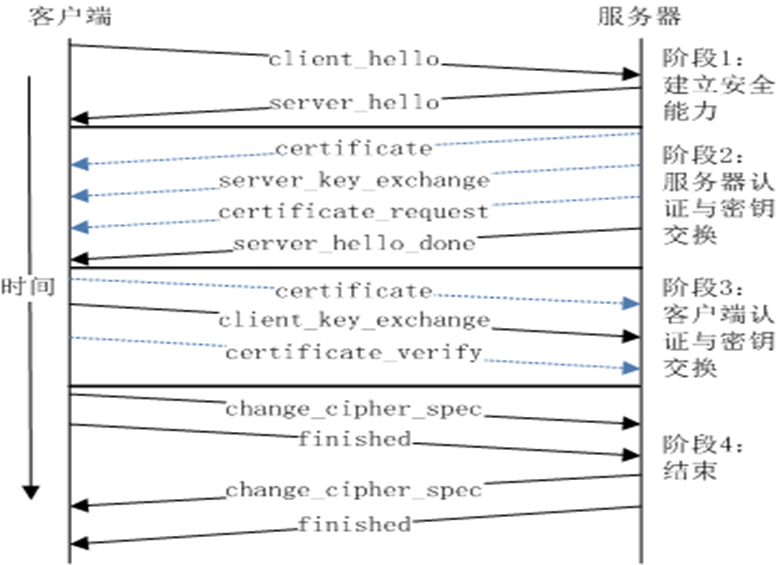 客户端
服务器
client_hello
server_hello
阶段1:
建立安全
能力
certificate
server_key_exchange
certificate_request
server_hello_done
阶段2:
服务器认
证与密钥
交换
时间
certificate
client_key_exchange
certificate_verify
阶段3:
客户端认
证与密钥
交换
change_cipher_spec
finished
change_cipher_spec
finished
阶段4:
结束